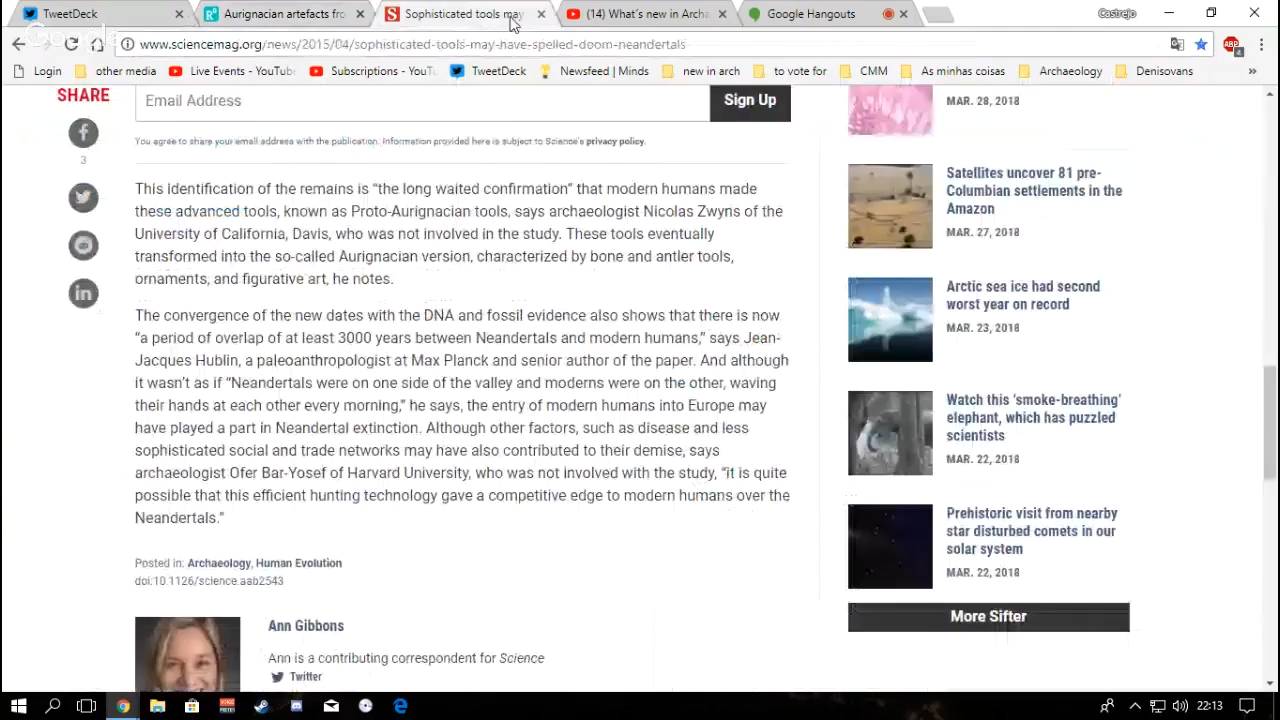 TweetDeck
Aurignacian artefacts fro
Sophisticated tools may
(14) What's new in Arch
Google Hangouts
Castrejo
www.sciencemag.org/news/2015/04/sophisticated-tools-may-have-spelled-doom-neandertals
Login
other media
Live Events - YouTube
Subscriptions - YouTu
TweetDeck
Newsfeed | Minds
new in arch
to vote for
CMM
As minhas coisas
Archaeology
Denisovans
»
SHARE
3
Email Address
Sign Up
You agree to share your email address with the publication. Information provided here is subject to Science's privacy policy.
This identification of the remains is “the long waited confirmation” that modern humans made
these advanced tools, known as Proto-Aurignacian tools, says archaeologist Nicolas Zwyns of the
University of California, Davis, who was not involved in the study. These tools eventually
transformed into the so-called Aurignacian version, characterized by bone and antler tools,
ornaments, and figurative art, he notes.
The convergence of the new dates with the DNA and fossil evidence also shows that there is now
“a period of overlap of at least 3000 years between Neandertals and modern humans,” says Jean-
Jacques Hublin, a paleoanthropologist at Max Planck and senior author of the paper. And although
it wasn’t as if “Neandertals were on one side of the valley and moderns were on the other, waving
their hands at each other every morning,” he says, the entry of modern humans into Europe may
have played a part in Neandertal extinction. Although other factors, such as disease and less
sophisticated social and trade networks may have also contributed to their demise, says
archaeologist Ofer Bar-Yosef of Harvard University, who was not involved with the study, “it is quite
possible that this efficient hunting technology gave a competitive edge to modern humans over the
Neandertals.”
Posted in: Archaeology, Human Evolution
doi:10.1126/science.aab2543
Ann Gibbons
Ann is a contributing correspondent for Science
Twitter
MAR. 28, 2018
Satellites uncover 81 pre-
Columbian settlements in the
Amazon
MAR. 27, 2018
Arctic sea ice had second
worst year on record
MAR. 23, 2018
Watch this ‘smoke-breathing’
elephant, which has puzzled
scientists
MAR. 22, 2018
Prehistoric visit from nearby
star disturbed comets in our
solar system
MAR. 22, 2018
More Sifter
22:13